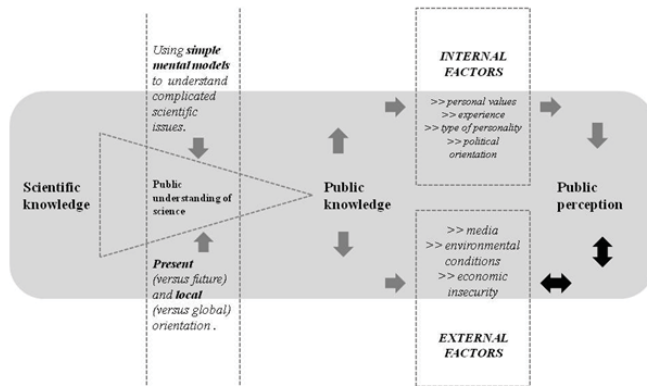 Using simple
mental models
to understand
complicated
scientific
issues.
Scientific
knowledge
Public
understanding of
science
Present
(versus future)
and local
(versus global)
orientation .
Public
knowledge
INTERNAL
FACTORS
>> personal values
>> experience
>> type of personality
>> political
orientation
>> media
>> environmental
conditions
>> economic
insecurity
EXTERNAL
FACTORS
Public
perception